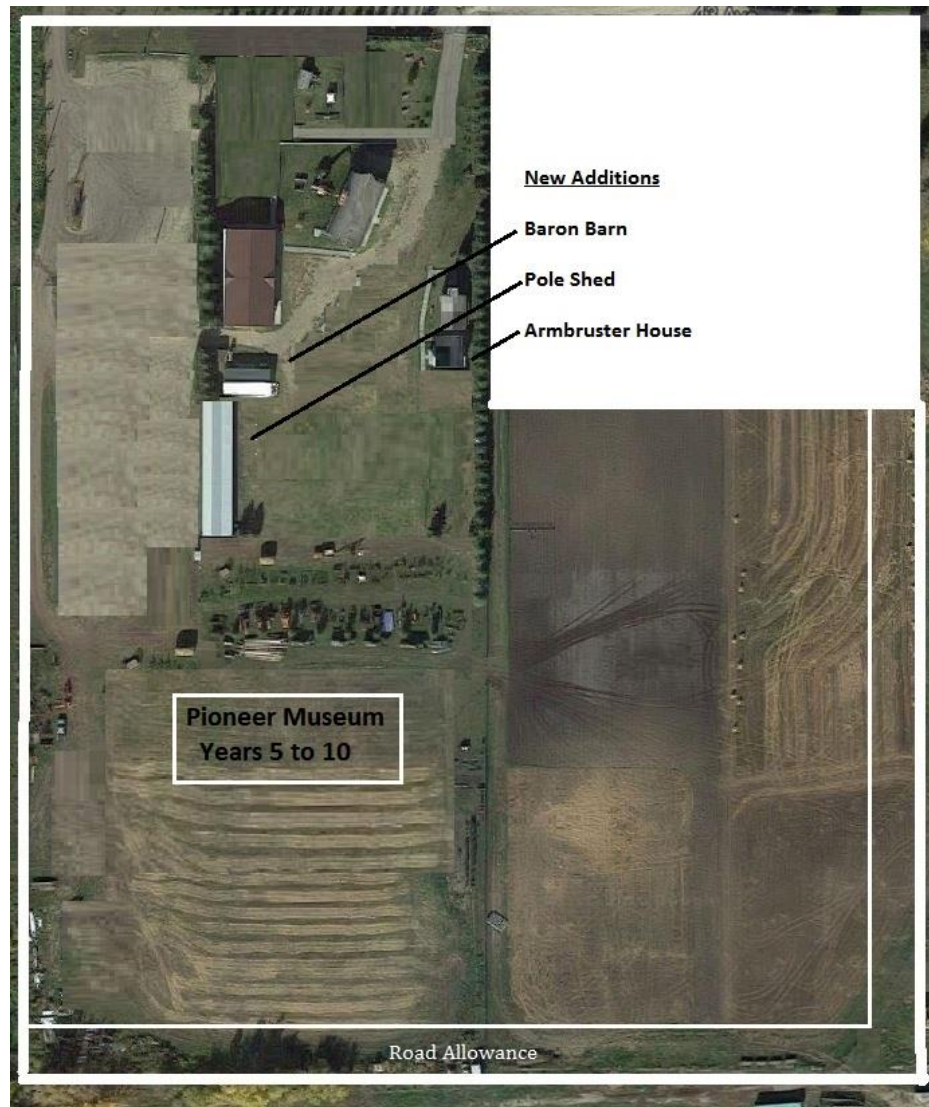 New Additions
Baron Barn
Pole Shed
Armbruster House
Pioneer Museum
Years 5 to 10
Road Allowance